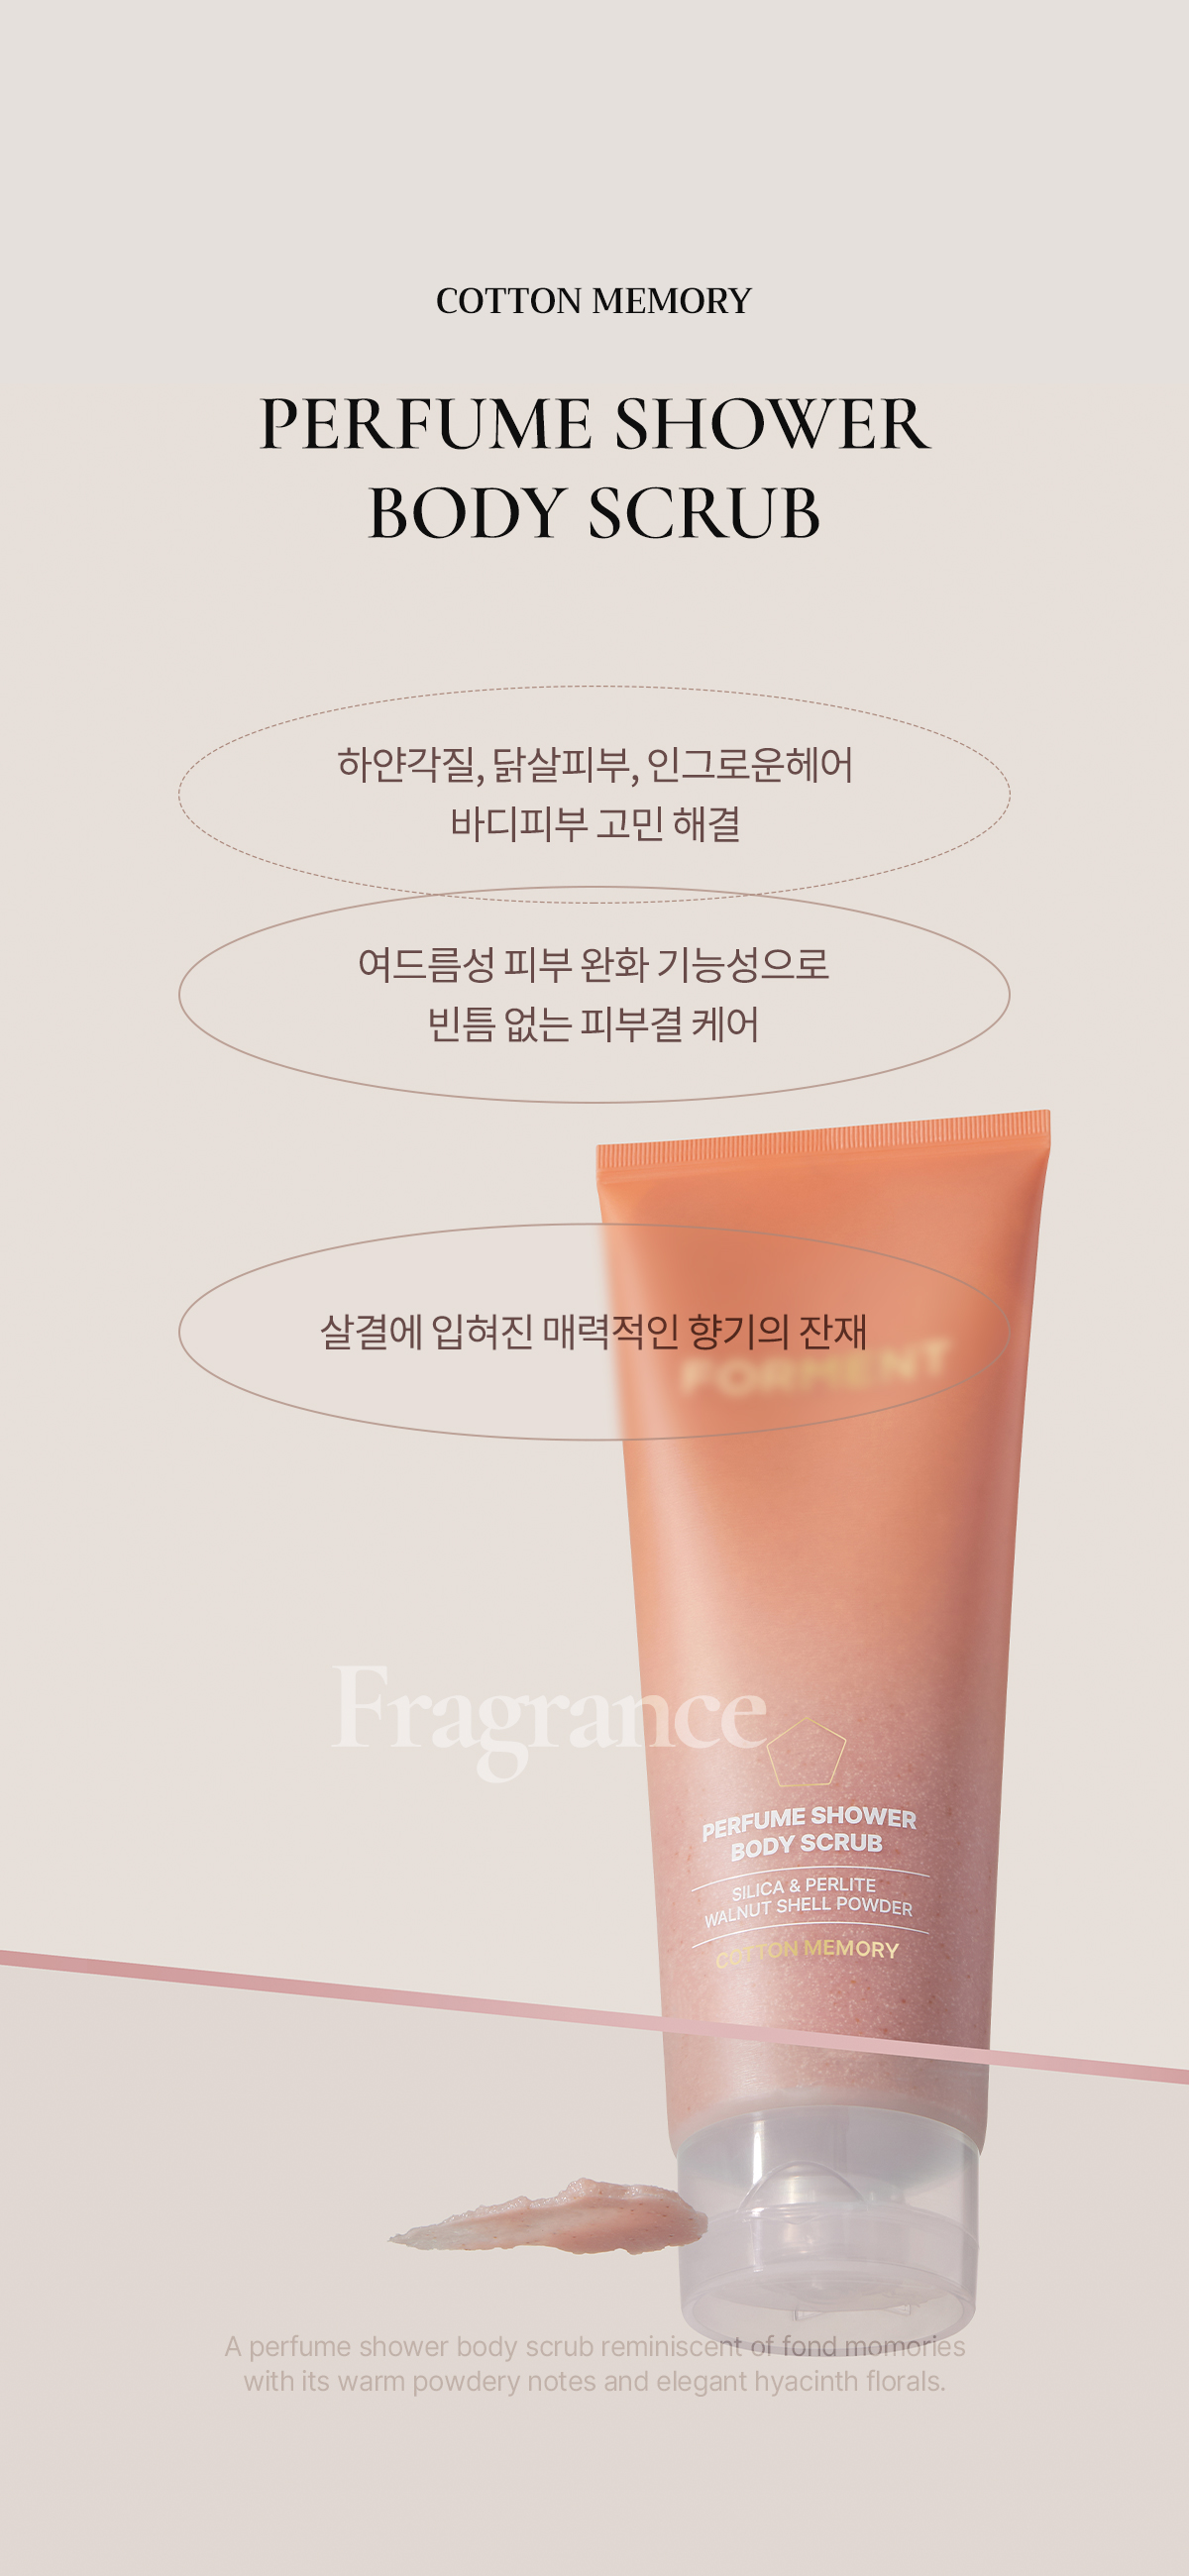 COTTON MEMORY
PERFUME SHOWER
BODY SCRUB
하얀각질, 닭살피부, 인그로운헤어
바디피부 고민 해결
여드름성 피부 완화 기능성으로
빈틈 없는 피부결 케어
살결에 입혀진 매력적인 향기의 잔재
FORMENT
Fragrance
PERFUME SHOWER
BODY SCRUB
SILICA & PERLITE
WALNUT SHELL POWDER
COTTON MEMORY
A perfume shower body scrub reminiscent of fond momories
with its warm powdery notes and elegant hyacinth florals.